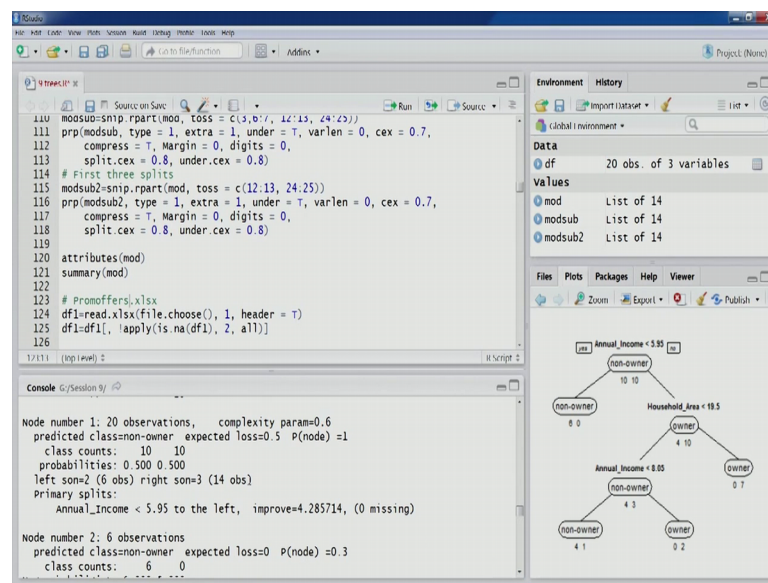 RStudio
File Edit Code View Plots Session Build Debug Profile Tools Help
Go to file/function
Addins
Project: (None)
9 trees.R* x
Source on Save
Run
Source
110 modsub=snip.rpart(mod, toss = c(3,6:7, 12:13, 24:25))
111 prp(modsub, type = 1, extra = 1, under = T, varlen = 0, cex = 0.7,
112 compress = T, Margin = 0, digits = 0,
113 split.cex = 0.8, under.cex = 0.8)
114 # First three splits
115 modsub2=snip.rpart(mod, toss = c(12:13, 24:25))
116 prp(modsub2, type = 1, extra = 1, under = T, varlen = 0, cex = 0.7,
117 compress = T, Margin = 0, digits = 0,
118 split.cex = 0.8, under.cex = 0.8)
119
120 attributes(mod)
121 summary(mod)
122
123 # Promoffers.xlsx
124 df1=read.xlsx(file.choose(), 1, header = T)
125 df1=df1[, !apply(is.na(df1), 2, all)]
126
123:13 (Top Level)
R Script
Console G:/Session 9/
Node number 1: 20 observations, complexity param=0.6
predicted class=non-owner expected loss=0.5 P(node) =1
class counts: 10 10
probabilities: 0.500 0.500
left son=2 (6 obs) right son=3 (14 obs)
Primary splits:
Annual_Income < 5.95 to the left, improve=4.285714, (0 missing)
Node number 2: 6 observations
predicted class=non-owner expected loss=0 P(node) =0.3
class counts: 6 0
Environment History
Import Dataset
List
Global Environment
Data
df 20 obs. of 3 variables
Values
mod List of 14
modsub List of 14
modsub2 List of 14
Files Plots Packages Help Viewer
Zoom Export Publish
yes Annual_Income < 5.95 no
non-owner
10 10
non-owner
6 0
Household_Area < 19.5
owner
4 10
Annual_Income < 8.05
non-owner
4 3
owner
0 7
non-owner
4 1
owner
0 2